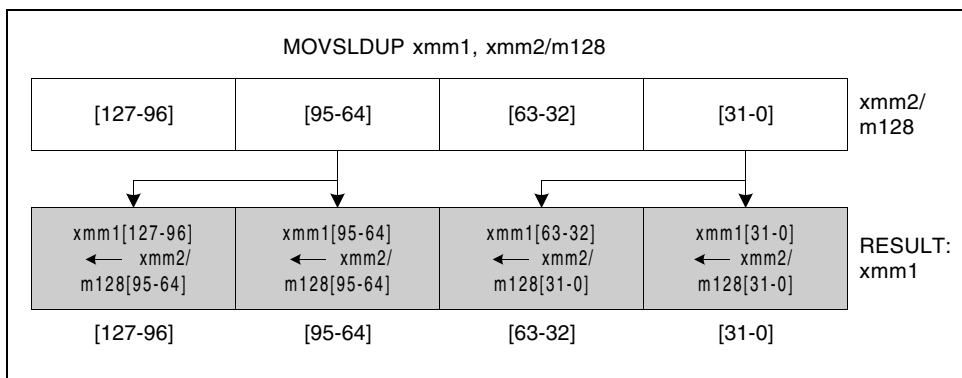 MOVSLDUP xmm1, xmm2/m128
[127-96] [95-64] [63-32] [31-0]
xmm2/
m128
xmm1[127-96] xmm1[95-64] xmm1[63-32] xmm1[31-0]
← xmm2/ ← xmm2/ ← xmm2/ ← xmm2/
m128[95-64] m128[95-64] m128[31-0] m128[31-0]
RESULT:
xmm1
[127-96] [95-64] [63-32] [31-0]